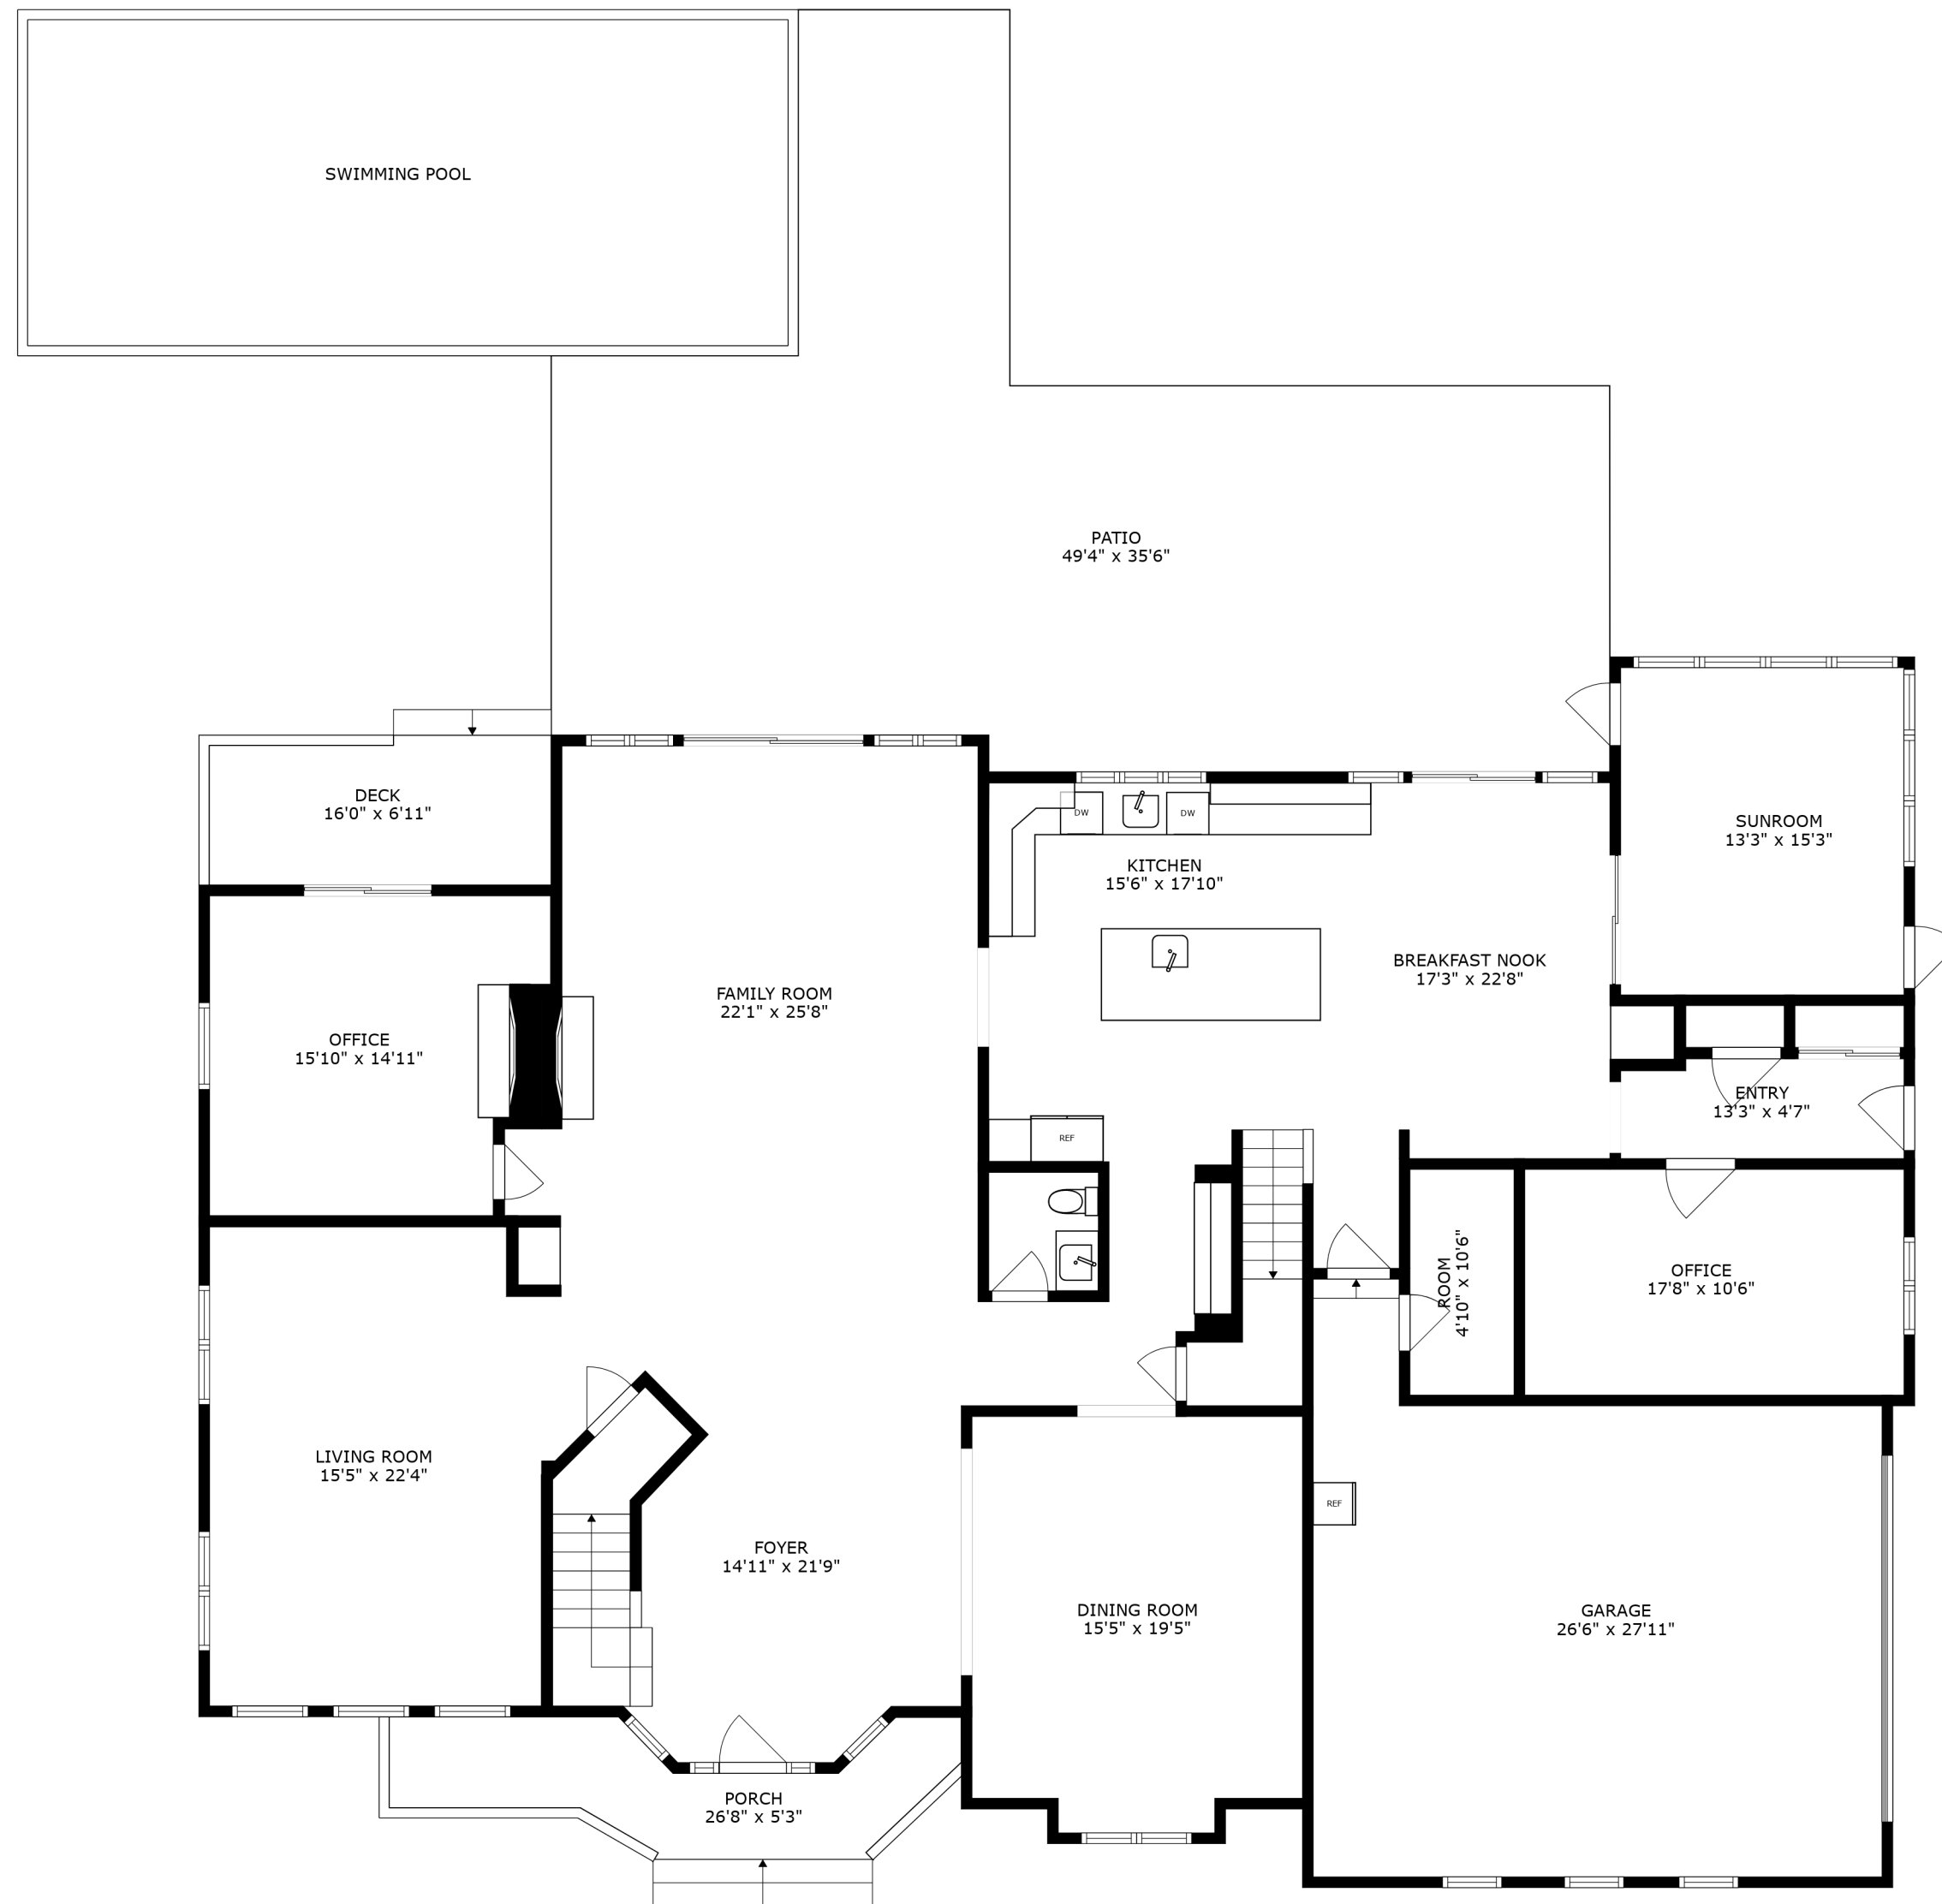 SWIMMING POOL
PATIO
49'4" x 35'6"
DECK
16'0" x 6'11"
SUNROOM
13'3" x 15'3"
DW
DW
KITCHEN
15'6" x 17'10"
BREAKFAST NOOK
17'3" x 22'8"
FAMILY ROOM
22'1" x 25'8"
OFFICE
15'10" x 14'11"
ENTRY
13'3" x 4'7"
REF
ROOM
4'10" x 10'6"
OFFICE
17'8" x 10'6"
LIVING ROOM
15'5" x 22'4"
REF
FOYER
14'11" x 21'9"
DINING ROOM
15'5" x 19'5"
GARAGE
26'6" x 27'11"
PORCH
26'8" x 5'3"